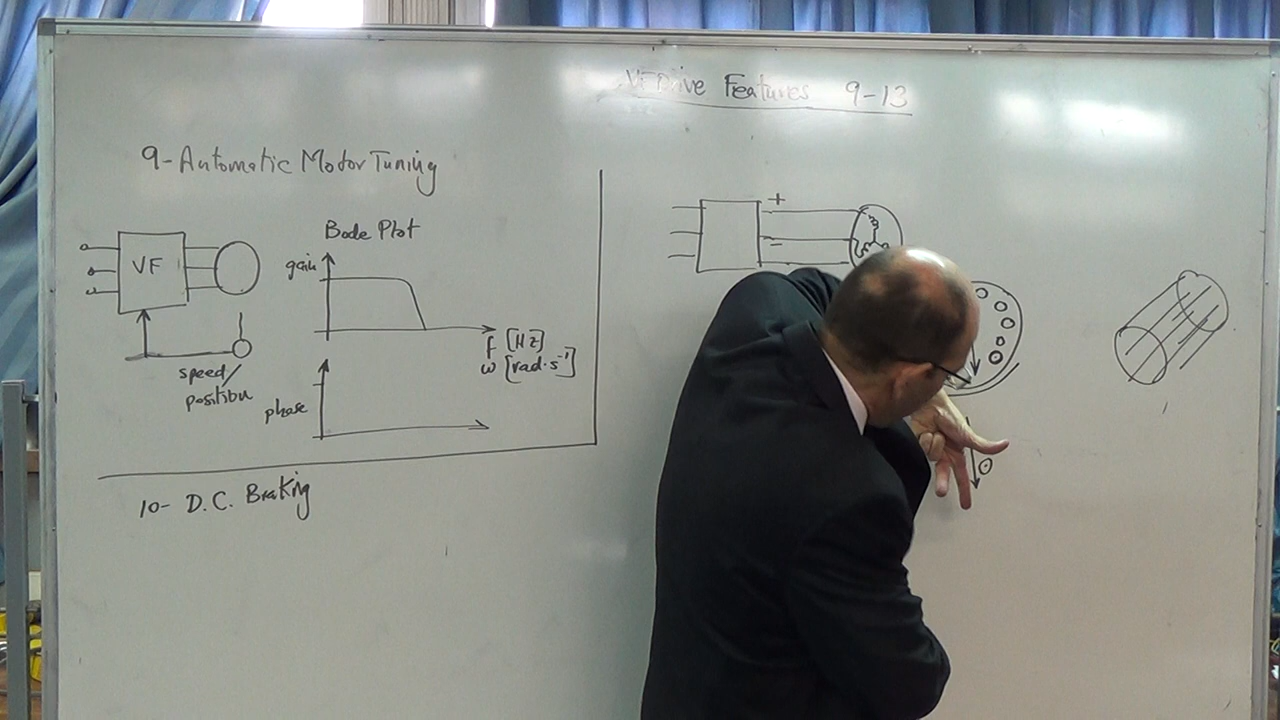 VF Drive Features 9-13
9- Automatic Motor Tuning
VF
speed/
position
Bode Plot
gain
f [Hz]
ω [rad·s⁻¹]
phase
10- D.C. Braking
+
-